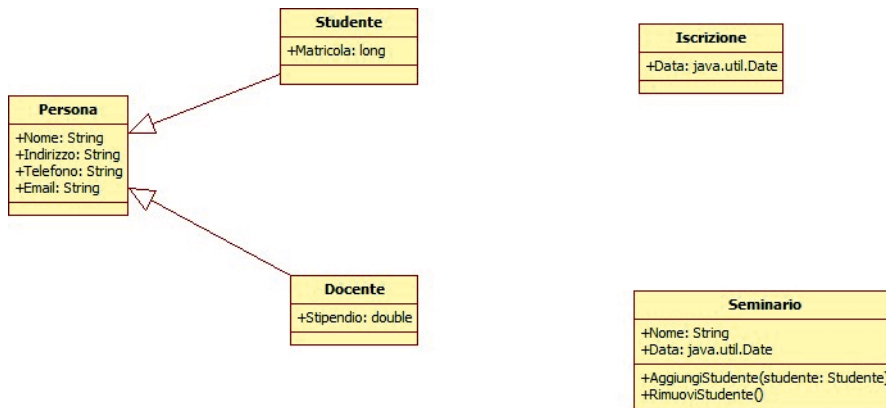 Studente
+Matricola: long
Iscrizione
+Data: java.util.Date
Persona
+Nome: String
+Indirizzo: String
+Telefono: String
+Email: String
Docente
+Stipendio: double
Seminario
+Nome: String
+Data: java.util.Date
+AggiungiStudente(studente: Studente)
+RimuoviStudente()